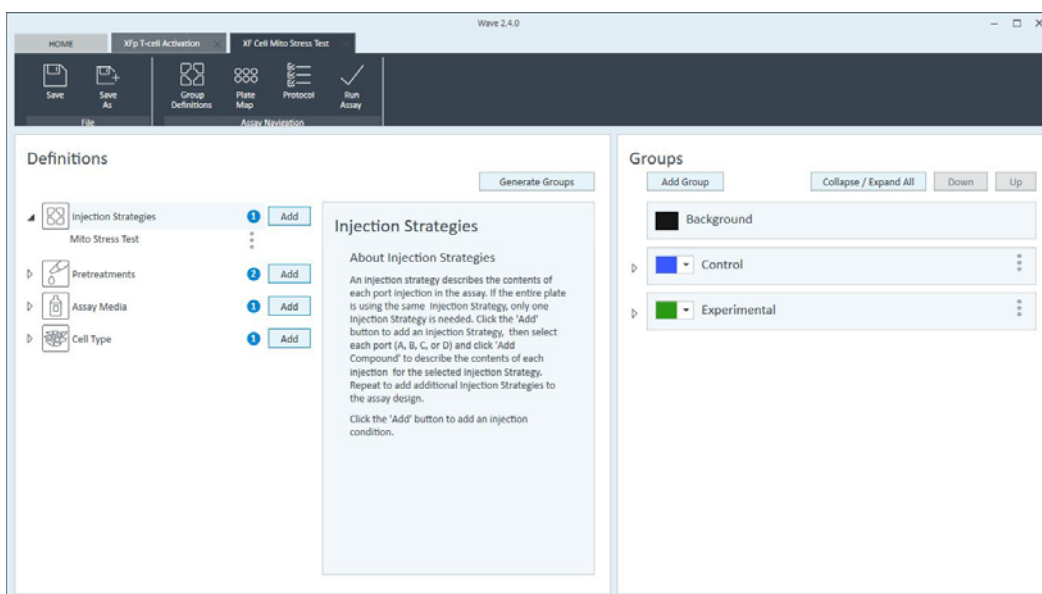 Wave 2.4.0
HOME
XFp T-cell Activation
XF Cell Mito Stress Test
Save
Save As
Group Definitions
Plate Map
Protocol
Run Assay
File
Assay Navigation
Definitions
Generate Groups
Injection Strategies
1
Add
Mito Stress Test
Pretreatments
2
Add
Assay Media
1
Add
Cell Type
1
Add
Injection Strategies
About Injection Strategies
An injection strategy describes the contents of
each port injection in the assay. If the entire plate
is using the same Injection Strategy, only one
Injection Strategy is needed. Click the 'Add'
button to add an Injection Strategy, then select
each port (A, B, C, or D) and click 'Add
Compound' to describe the contents of each
injection for the selected Injection Strategy.
Repeat to add additional Injection Strategies to
the assay design.
Click the 'Add' button to add an injection
condition.
Groups
Add Group
Collapse / Expand All
Down
Up
Background
Control
Experimental